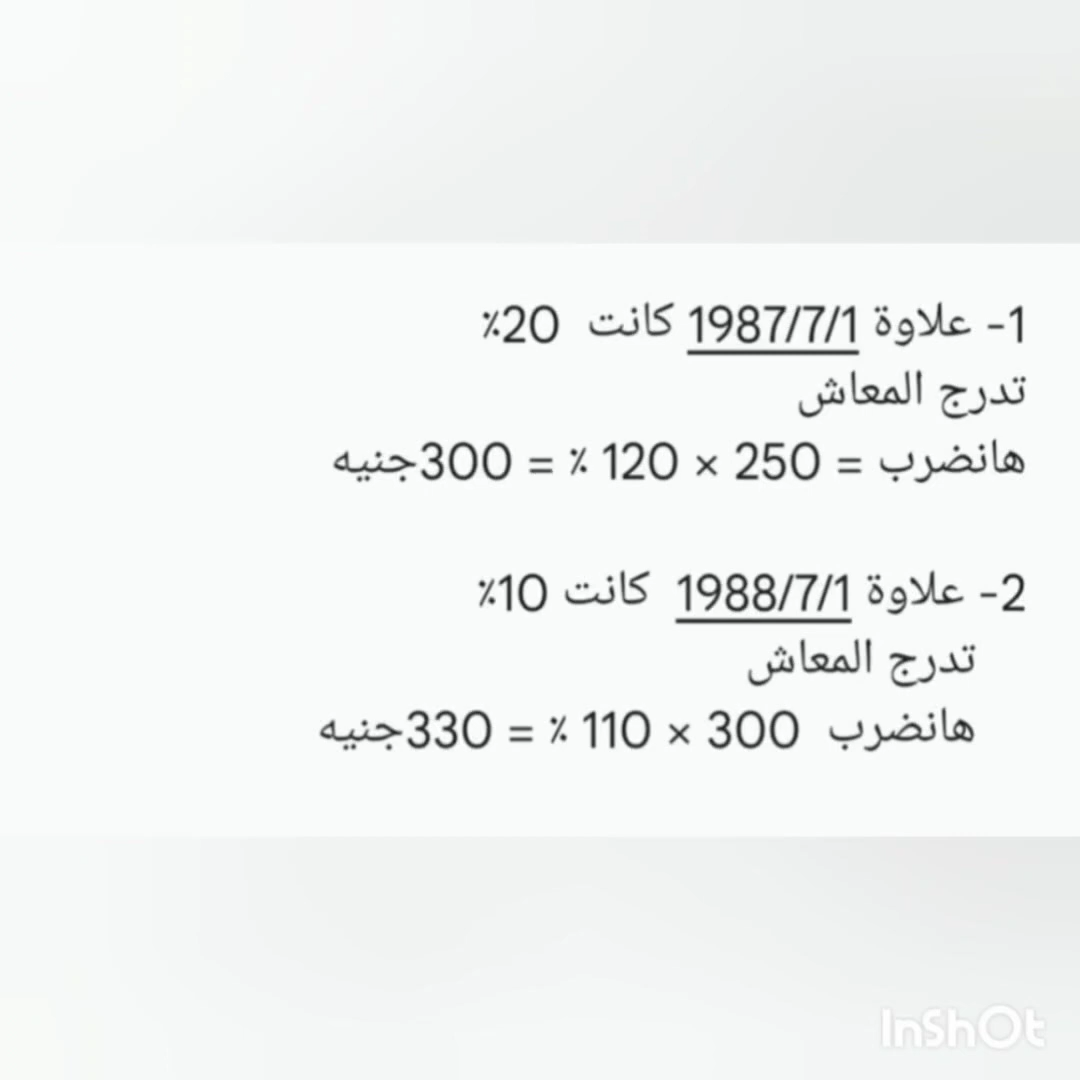 1- علاوة 1987/7/1 كانت 20٪
تدرج المعاش
هانضرب = 250 × 120 ٪ = 300جنيه
2- علاوة 1988/7/1 كانت 10٪
تدرج المعاش
هانضرب 300 × 110 ٪ = 330جنيه
InShOt